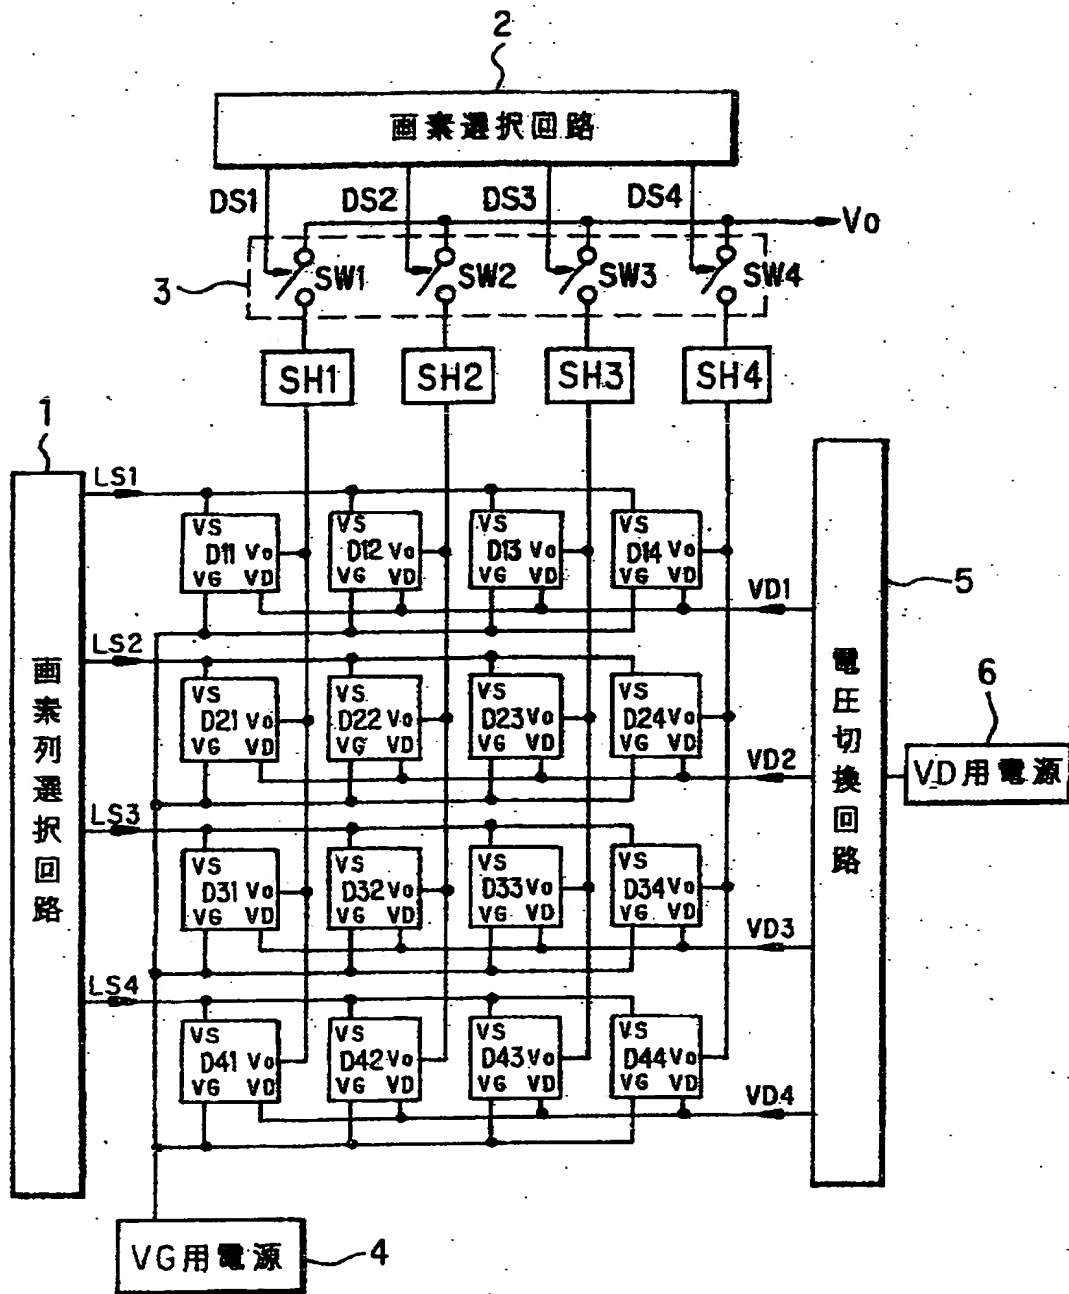 2
画素選択回路
DS1 DS2 DS3 DS4
Vo
3 SW1 SW2 SW3 SW4
SH1 SH2 SH3 SH4
1
画素列選択回路
LS1
VS VS VS VS
D11 Vo D12 Vo D13 Vo D14 Vo
VG VD VG VD VG VD VG VD
VD1
5
電圧切換回路
LS2
VS VS VS VS
D21 Vo D22 Vo D23 Vo D24 Vo
VG VD VG VD VG VD VG VD
VD2
6
VD用電源
LS3
VS VS VS VS
D31 Vo D32 Vo D33 Vo D34 Vo
VG VD VG VD VG VD VG VD
VD3
LS4
VS VS VS VS
D41 Vo D42 Vo D43 Vo D44 Vo
VG VD VG VD VG VD VG VD
VD4
VG用電源
4